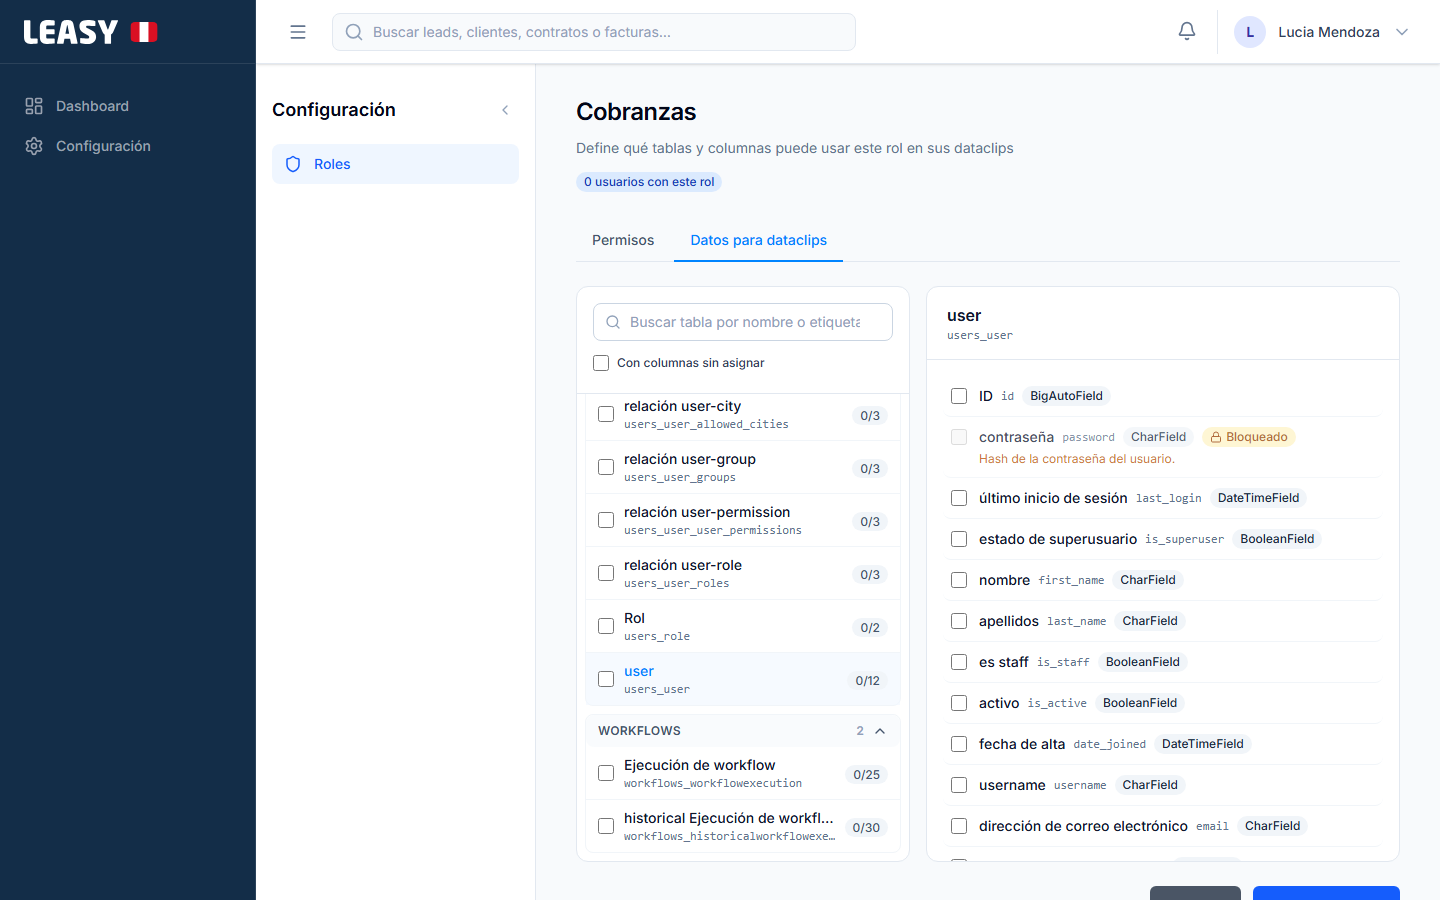 LEASY
Buscar leads, clientes, contratos o facturas...
L
Lucia Mendoza
Dashboard
Configuración
Configuración
Roles
Cobranzas
Define qué tablas y columnas puede usar este rol en sus dataclips
0 usuarios con este rol
Permisos
Datos para dataclips
Buscar tabla por nombre o etiqueta
Con columnas sin asignar
relación user-city
users_user_allowed_cities
0/3
relación user-group
users_user_groups
0/3
relación user-permission
users_user_user_permissions
0/3
relación user-role
users_user_roles
0/3
Rol
users_role
0/2
user
users_user
0/12
WORKFLOWS 2
Ejecución de workflow
workflows_workflowexecution
0/25
historical Ejecución de workfl...
workflows_historicalworkflowexe...
0/30
user
users_user
ID id BigAutoField
contraseña password CharField Bloqueado
Hash de la contraseña del usuario.
último inicio de sesión last_login DateTimeField
estado de superusuario is_superuser BooleanField
nombre first_name CharField
apellidos last_name CharField
es staff is_staff BooleanField
activo is_active BooleanField
fecha de alta date_joined DateTimeField
username username CharField
dirección de correo electrónico email CharField